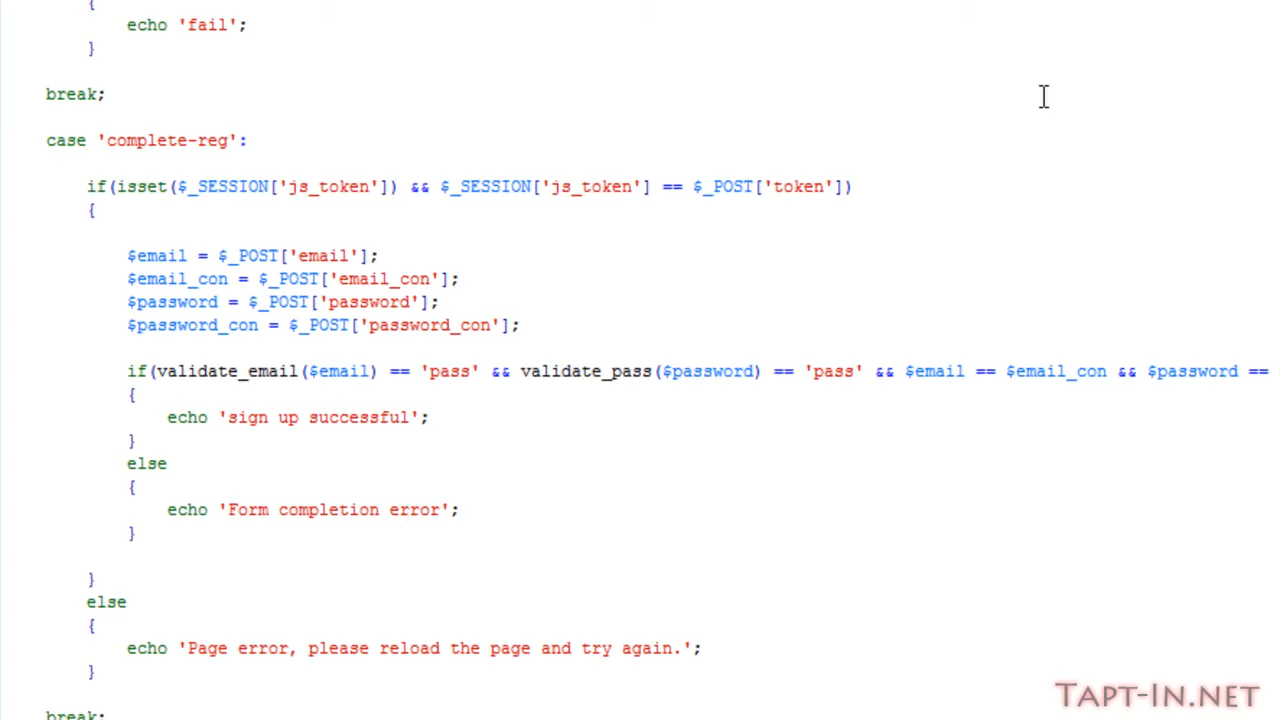 {
echo 'fail';
}
break;
case 'complete-reg':
if(isset($_SESSION['js_token']) && $_SESSION['js_token'] == $_POST['token'])
{
$email = $_POST['email'];
$email_con = $_POST['email_con'];
$password = $_POST['password'];
$password_con = $_POST['password_con'];
if(validate_email($email) == 'pass' && validate_pass($password) == 'pass' && $email == $email_con && $password ==
{
echo 'sign up successful';
}
else
{
echo 'Form completion error';
}
}
else
{
echo 'Page error, please reload the page and try again.';
}
break;
Tapt-In.net